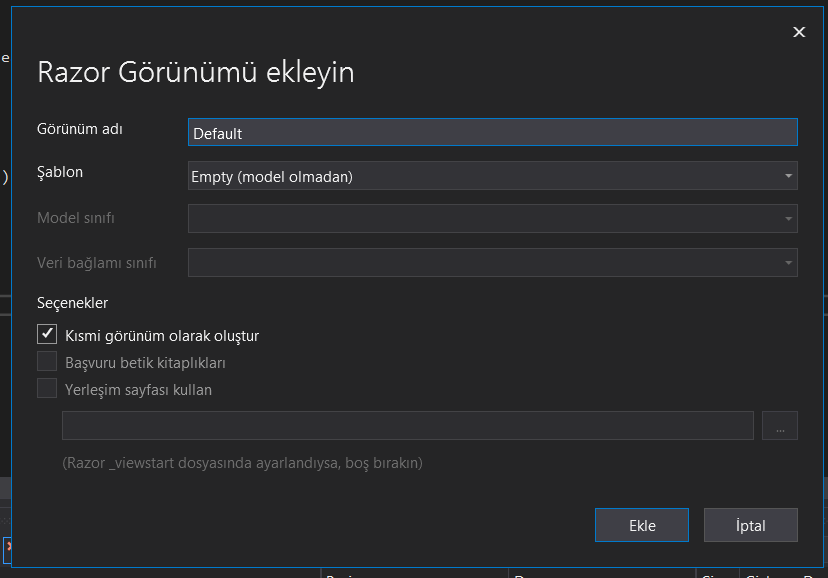 e
Razor Görünümü ekleyin
Görünüm adı
Default
)
Şablon
Empty (model olmadan)
Model sınıfı
Veri bağlamı sınıfı
Seçenekler
Kısmi görünüm olarak oluştur
Başvuru betik kitaplıkları
Yerleşim sayfası kullan
...
(Razor _viewstart dosyasında ayarlandıysa, boş bırakın)
Ekle
İptal